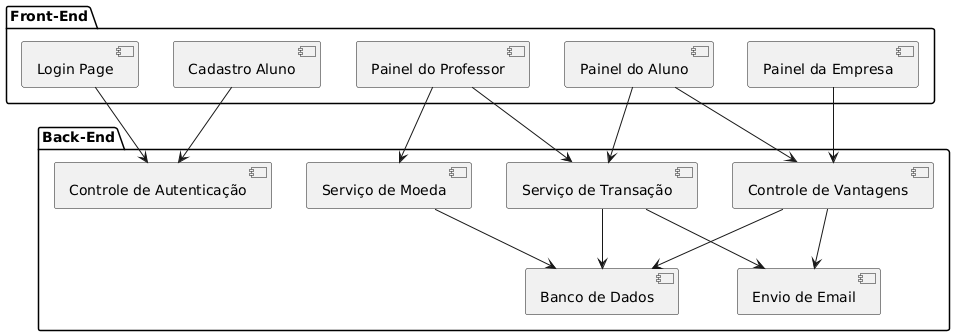 Front-End
Login Page
Cadastro Aluno
Painel do Professor
Painel do Aluno
Painel da Empresa
Back-End
Controle de Autenticação
Serviço de Moeda
Serviço de Transação
Controle de Vantagens
Banco de Dados
Envio de Email